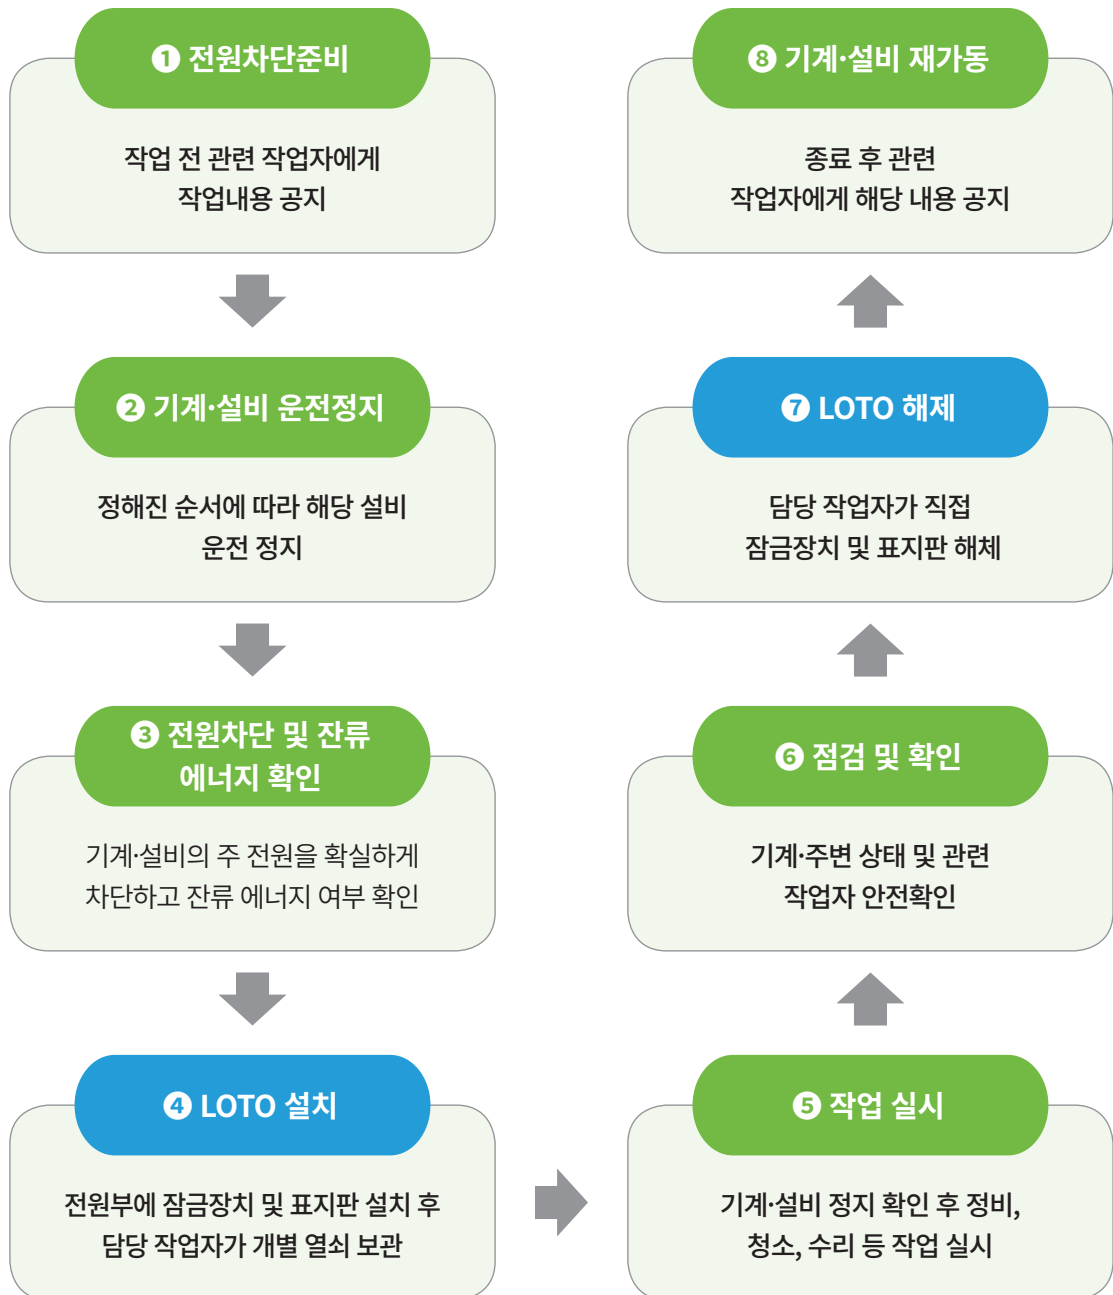 ❶ 전원차단준비
작업 전 관련 작업자에게
작업내용 공지
❷ 기계·설비 운전정지
정해진 순서에 따라 해당 설비
운전 정지
❸ 전원차단 및 잔류
에너지 확인
기계·설비의 주 전원을 확실하게
차단하고 잔류 에너지 여부 확인
❹ LOTO 설치
전원부에 잠금장치 및 표지판 설치 후
담당 작업자가 개별 열쇠 보관
❺ 작업 실시
기계·설비 정지 확인 후 정비,
청소, 수리 등 작업 실시
❻ 점검 및 확인
기계·주변 상태 및 관련
작업자 안전확인
❼ LOTO 해제
담당 작업자가 직접
잠금장치 및 표지판 해체
❽ 기계·설비 재가동
종료 후 관련
작업자에게 해당 내용 공지